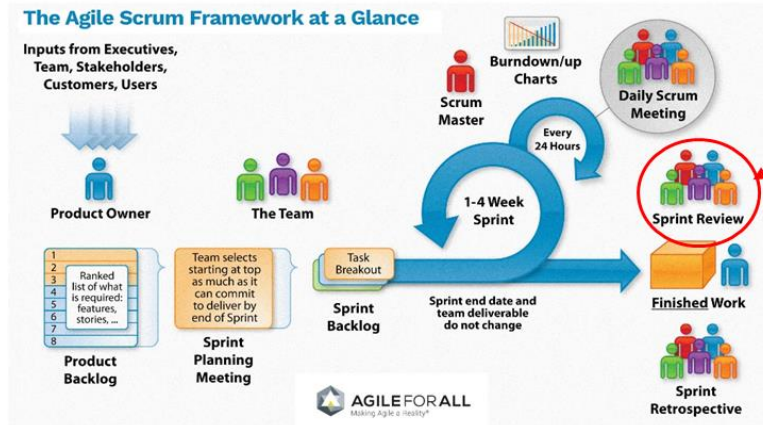 The Agile Scrum Framework at a Glance
Inputs from Executives,
Team, Stakeholders,
Customers, Users
Product Owner
The Team
Scrum
Master
Burndown/up
Charts
Daily Scrum
Meeting
Every
24 Hours
1-4 Week
Sprint
Sprint Review
1
2
3
4
5
6
7
8
Ranked
list of what
is required:
features,
stories, ...
Product
Backlog
Team selects
starting at top
as much as it
can commit
to deliver by
end of Sprint
Sprint
Planning
Meeting
Task
Breakout
Sprint
Backlog
Sprint end date and
team deliverable
do not change
Finished Work
Sprint
Retrospective
AGILE FOR ALL
Making Agile a Reality®